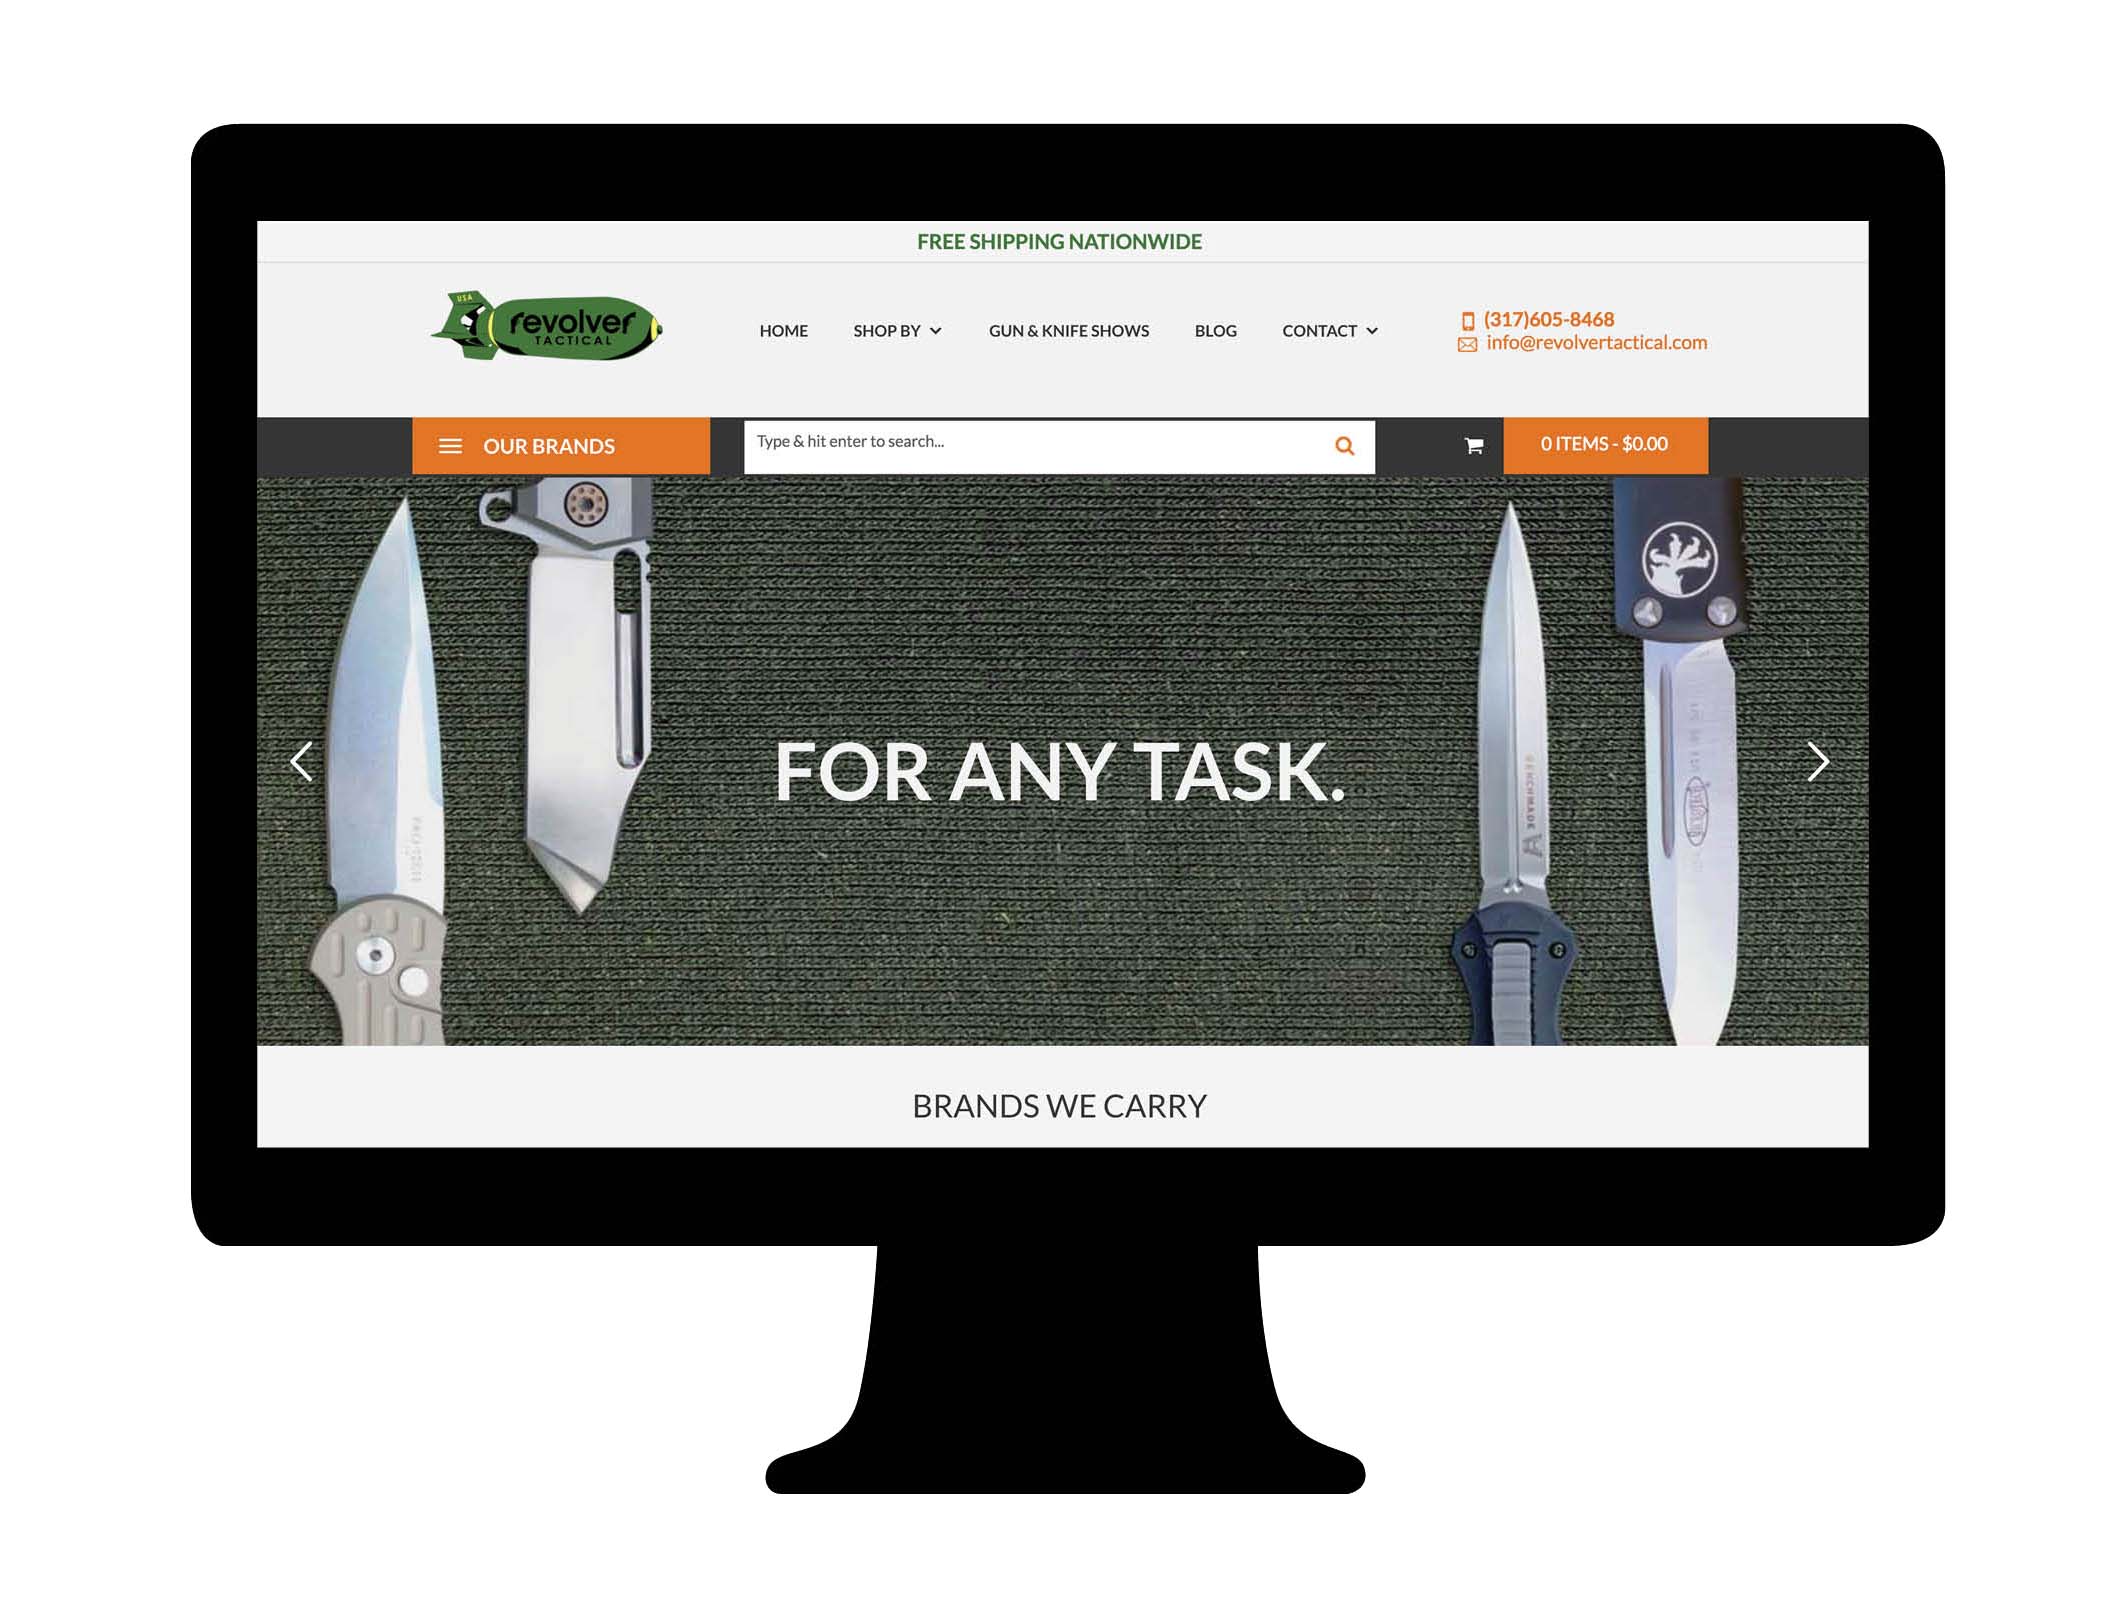 FREE SHIPPING NATIONWIDE
USA
revolver
TACTICAL
HOME SHOP BY GUN & KNIFE SHOWS BLOG CONTACT
(317)605-8468
info@revolvertactical.com
OUR BRANDS
Type & hit enter to search...
0 ITEMS - $0.00
FOR ANY TASK.
BENCHMADE
BRANDS WE CARRY